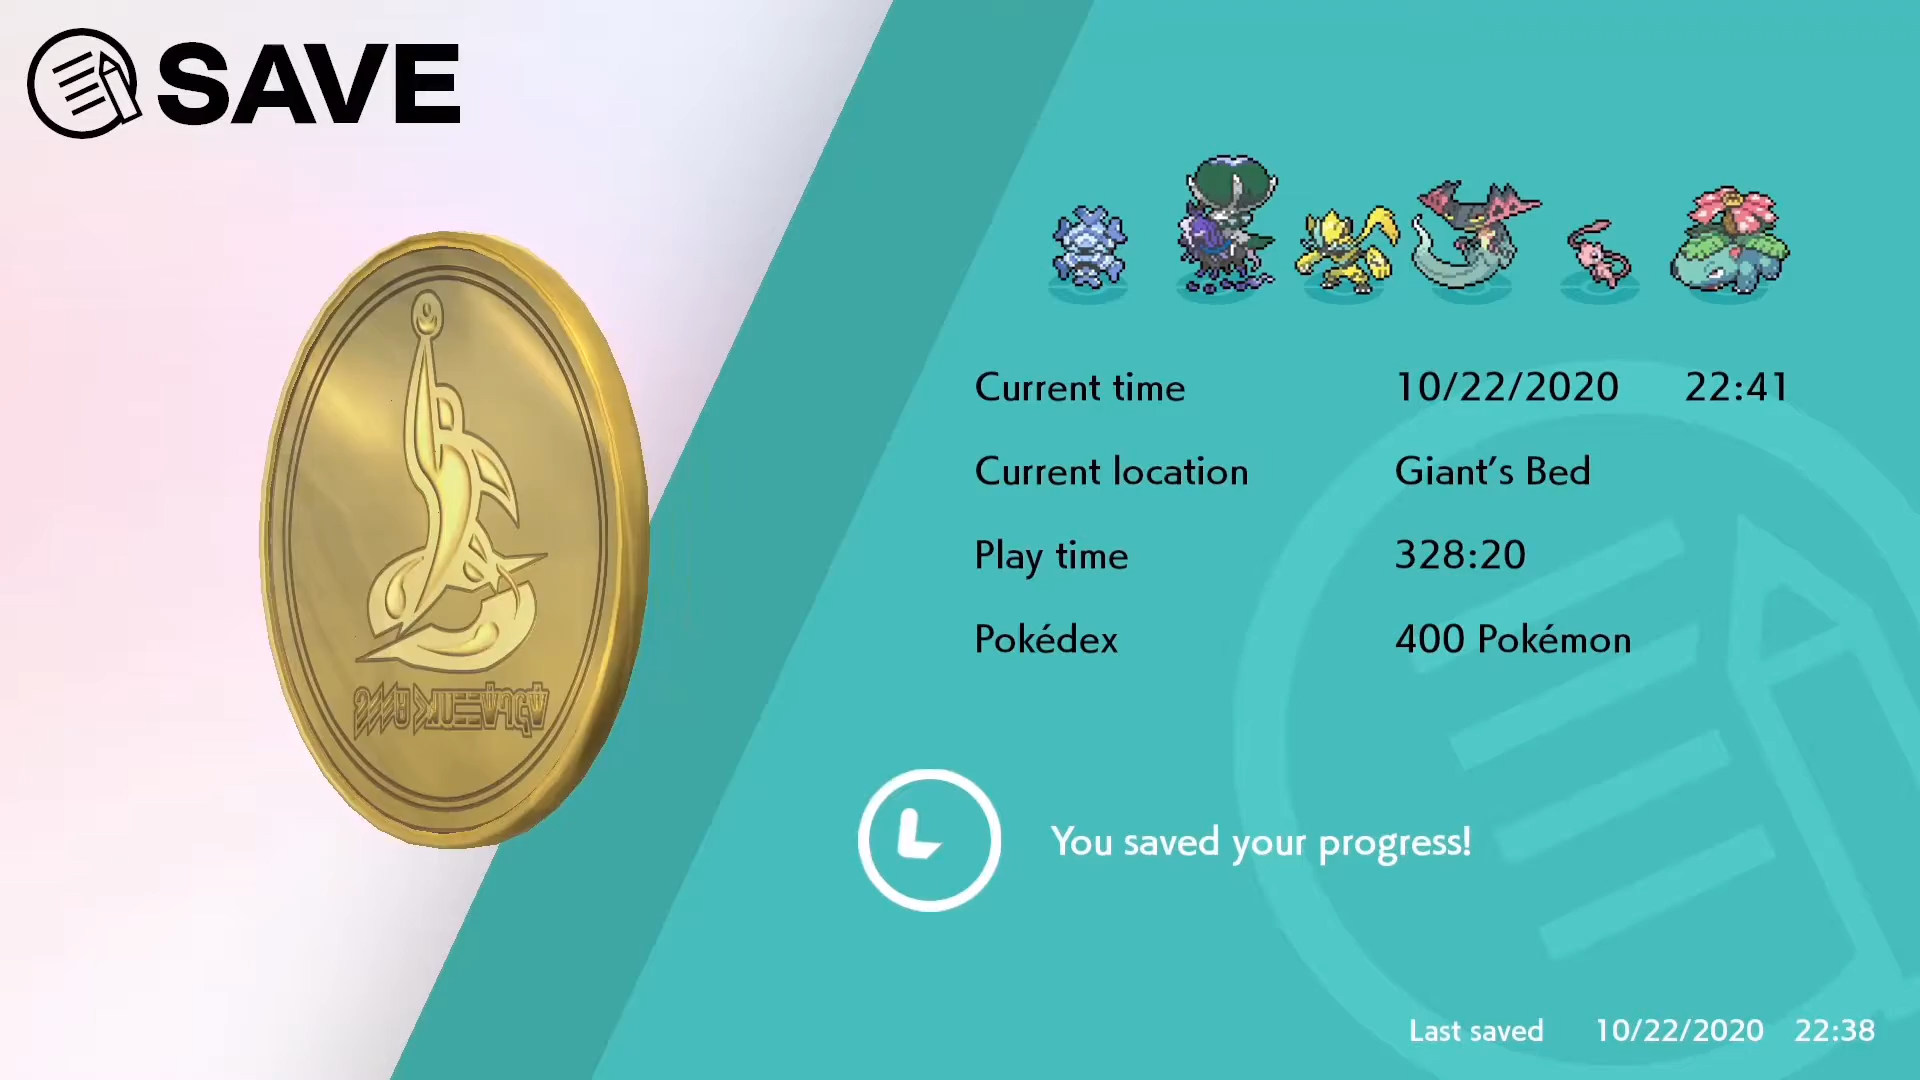 SAVE
Current time 10/22/2020 22:41
Current location Giant's Bed
Play time 328:20
Pokédex 400 Pokémon
You saved your progress!
Last saved 10/22/2020 22:38